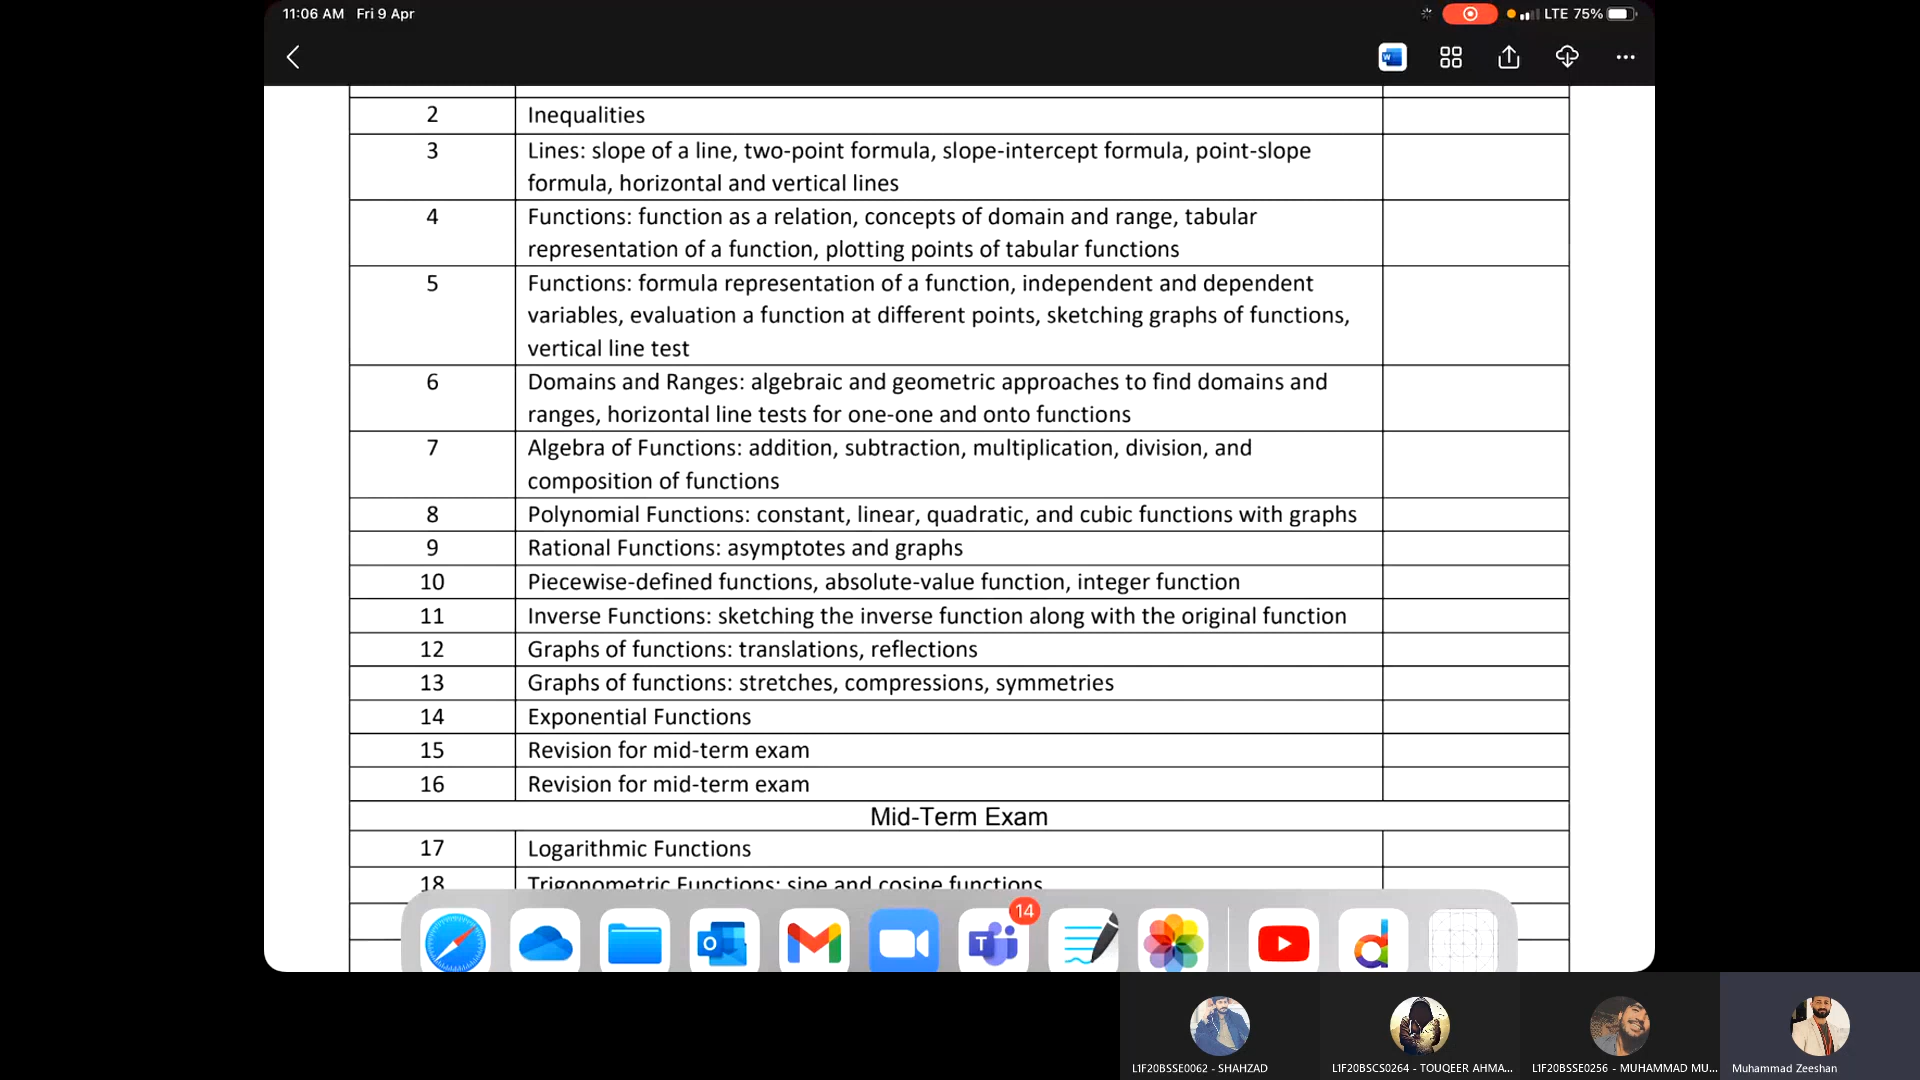 11:06 AM Fri 9 Apr
LTE 75%
2 Inequalities
3 Lines: slope of a line, two-point formula, slope-intercept formula, point-slope
formula, horizontal and vertical lines
4 Functions: function as a relation, concepts of domain and range, tabular
representation of a function, plotting points of tabular functions
5 Functions: formula representation of a function, independent and dependent
variables, evaluation a function at different points, sketching graphs of functions,
vertical line test
6 Domains and Ranges: algebraic and geometric approaches to find domains and
ranges, horizontal line tests for one-one and onto functions
7 Algebra of Functions: addition, subtraction, multiplication, division, and
composition of functions
8 Polynomial Functions: constant, linear, quadratic, and cubic functions with graphs
9 Rational Functions: asymptotes and graphs
10 Piecewise-defined functions, absolute-value function, integer function
11 Inverse Functions: sketching the inverse function along with the original function
12 Graphs of functions: translations, reflections
13 Graphs of functions: stretches, compressions, symmetries
14 Exponential Functions
15 Revision for mid-term exam
16 Revision for mid-term exam
Mid-Term Exam
17 Logarithmic Functions
18 Trigonometric Functions: sine and cosine functions
14
L1F20BSSE0062 - SHAHZAD
L1F20BSCS0264 - TOUQEER AHMA...
L1F20BSSE0256 - MUHAMMAD MU...
Muhammad Zeeshan